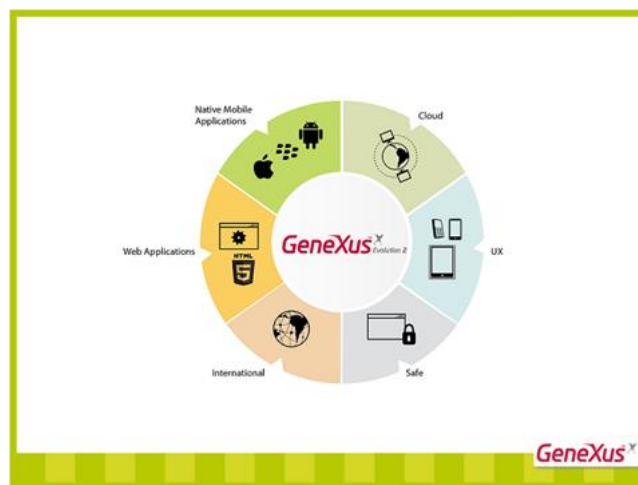 Native Mobile
Applications
Cloud
GeneXus X
Evolution 2
Web Applications
HTML
5
UX
International
Safe
GeneXus X